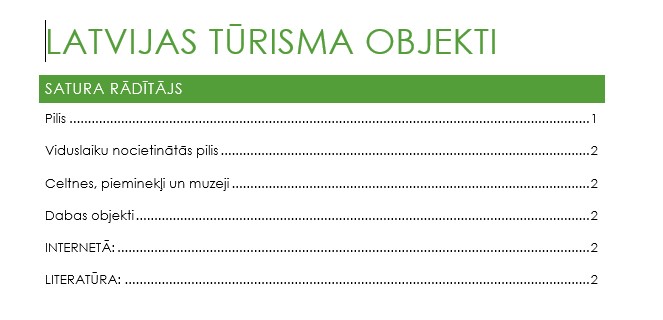 LATVIJAS TŪRISMA OBJEKTI
SATURA RĀDĪTĀJS
Pilis ........................................................................................................................................1
Viduslaiku nocietinātās pilis ................................................................................................2
Celtnes, pieminekļi un muzeji ..............................................................................................2
Dabas objekti ........................................................................................................................2
INTERNETĀ: ............................................................................................................................2
LITERATŪRA: ..........................................................................................................................2